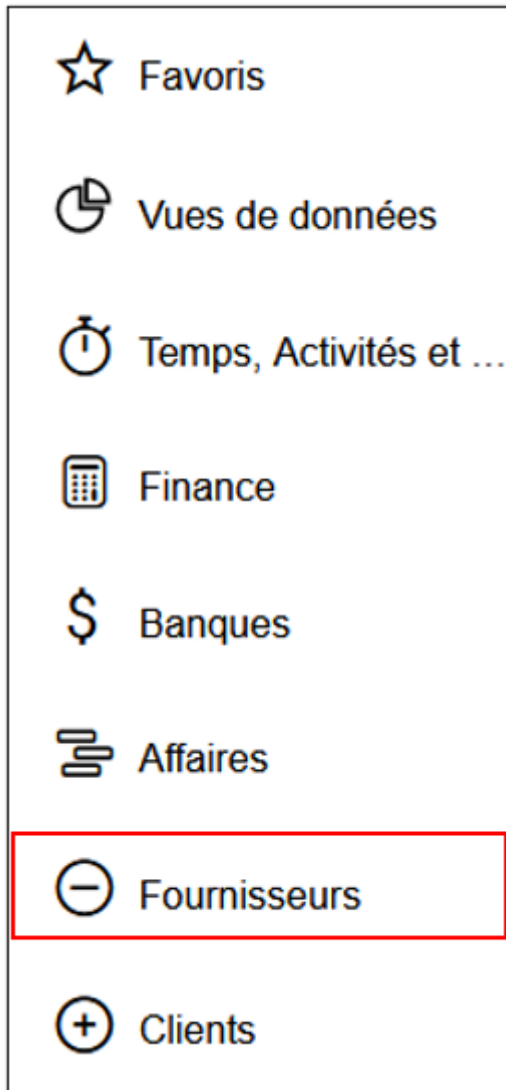 Favoris
Vues de données
Temps, Activités et ...
Finance
Banques
Affaires
Fournisseurs
Clients